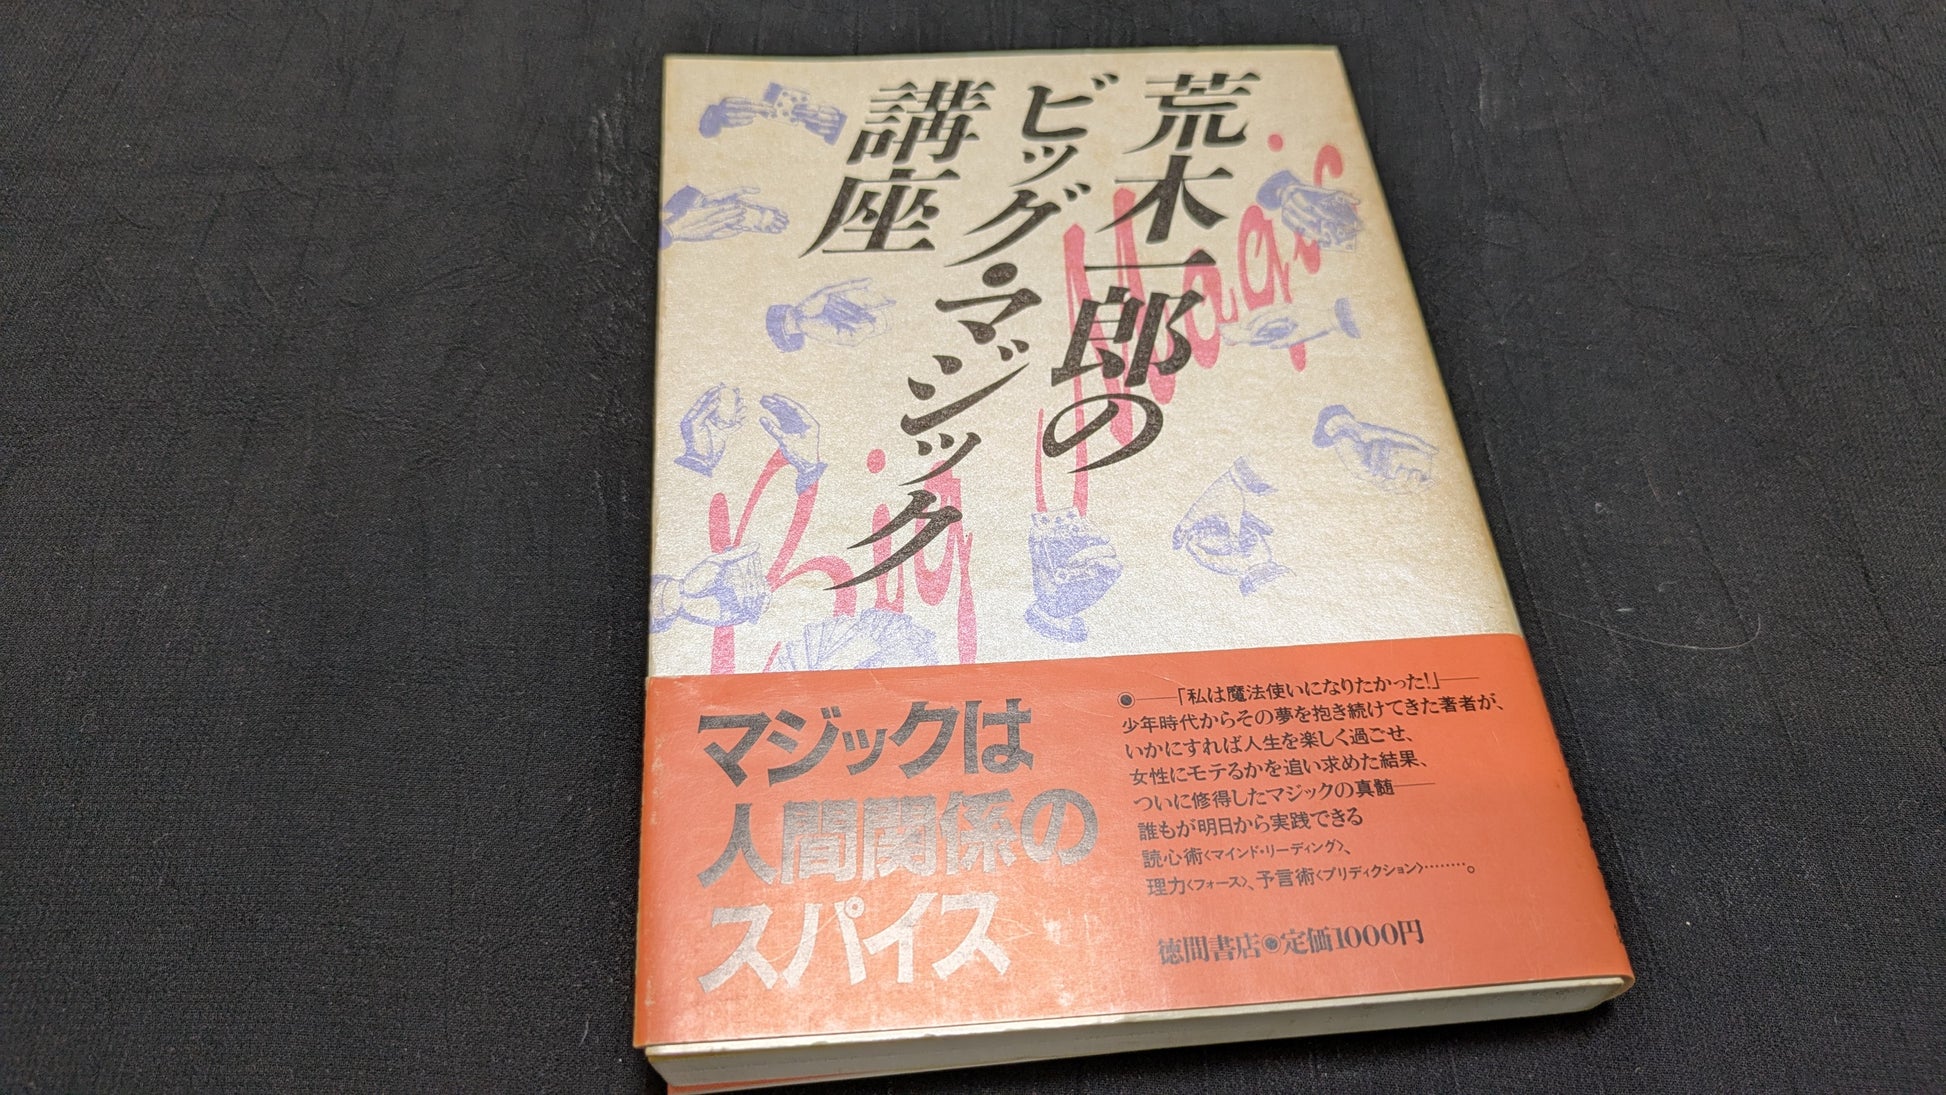 荒木一郎の
ビッグ・マジック
講座
Big Magic
マジックは
人間関係の
スパイス
◉──「私は魔法使いになりたかった!」──
少年時代からその夢を抱き続けてきた著者が、
いかにすれば人生を楽しく過ごせ、
女性にモテるかを追い求めた結果、
ついに修得したマジックの真髄──
誰もが明日から実践できる
読心術〈マインド・リーディング〉、
理力〈フォース〉、予言術〈プリディクション〉………。
徳間書店◉定価1000円